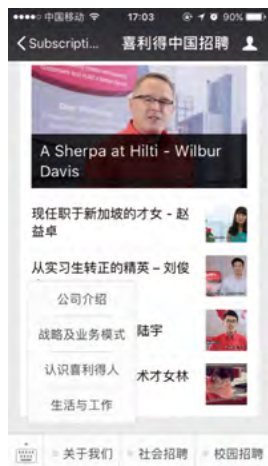 中国移动
17:03
90%
Subscripti...
喜利得中国招聘
A Sherpa at Hilti - Wilbur
Davis
现任职于新加坡的才女 - 赵
益卓
从实习生转正的精英 – 刘俊
陆宇
术才女林
公司介绍
战略及业务模式
认识喜利得人
生活与工作
关于我们
社会招聘
校园招聘